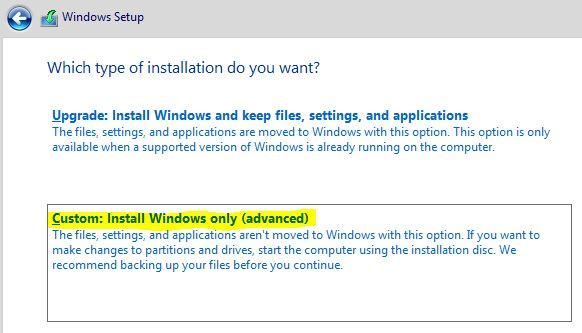 Windows Setup
Which type of installation do you want?
Upgrade: Install Windows and keep files, settings, and applications
The files, settings, and applications are moved to Windows with this option. This option is only
available when a supported version of Windows is already running on the computer.
Custom: Install Windows only (advanced)
The files, settings, and applications aren't moved to Windows with this option. If you want to
make changes to partitions and drives, start the computer using the installation disc. We
recommend backing up your files before you continue.